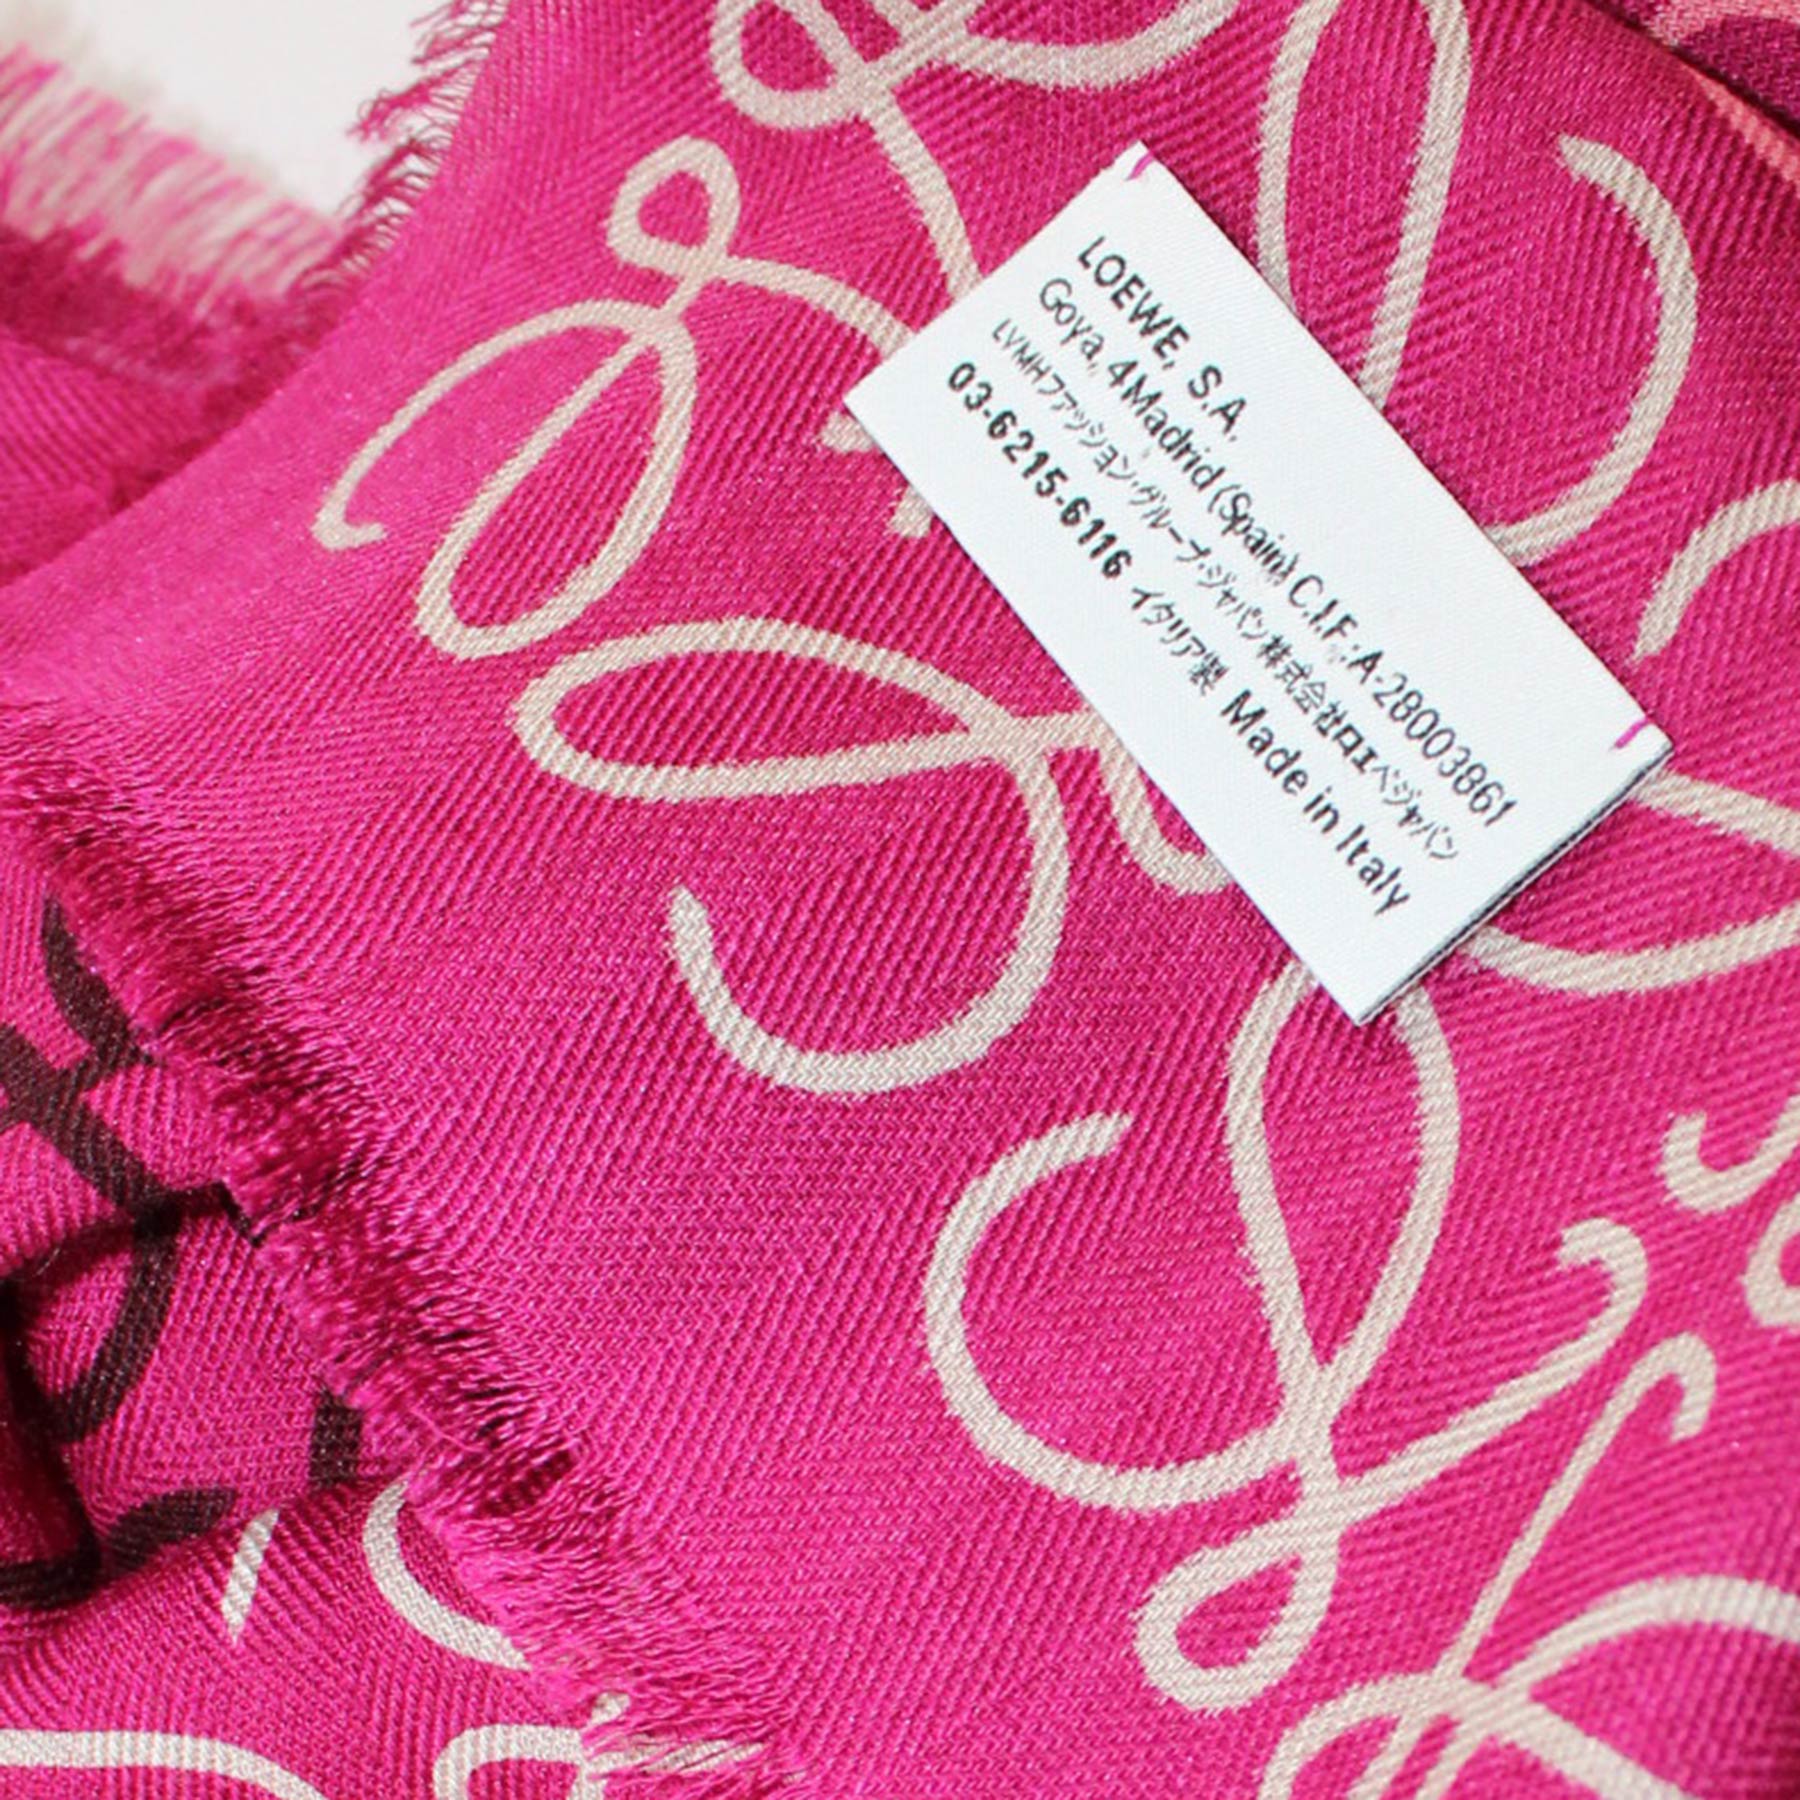 LOEWE, S.A.
Goya, 4Madrid (Spain) C.I.F.:A-28003861
LVMHファッション・グループ・ジャパン株式会社ロエベジャパン
03-6215-6116 イタリア製 Made in Italy